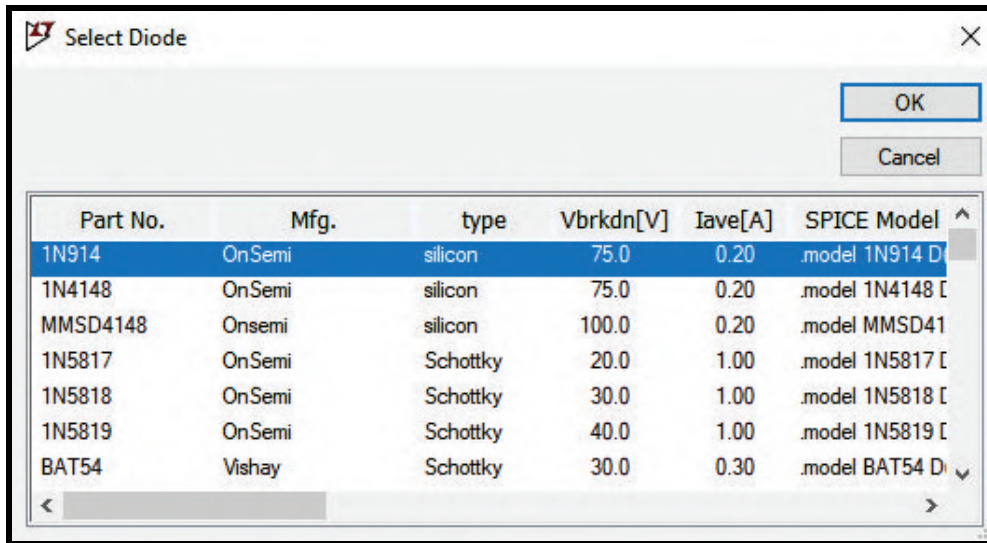 Select Diode
OK
Cancel
Part No. Mfg. type Vbrkdn[V] Iave[A] SPICE Model
1N914 OnSemi silicon 75.0 0.20 .model 1N914 D(
1N4148 OnSemi silicon 75.0 0.20 .model 1N4148 D
MMSD4148 Onsemi silicon 100.0 0.20 .model MMSD41
1N5817 OnSemi Schottky 20.0 1.00 .model 1N5817 D
1N5818 OnSemi Schottky 30.0 1.00 .model 1N5818 D
1N5819 OnSemi Schottky 40.0 1.00 .model 1N5819 D
BAT54 Vishay Schottky 30.0 0.30 .model BAT54 D(